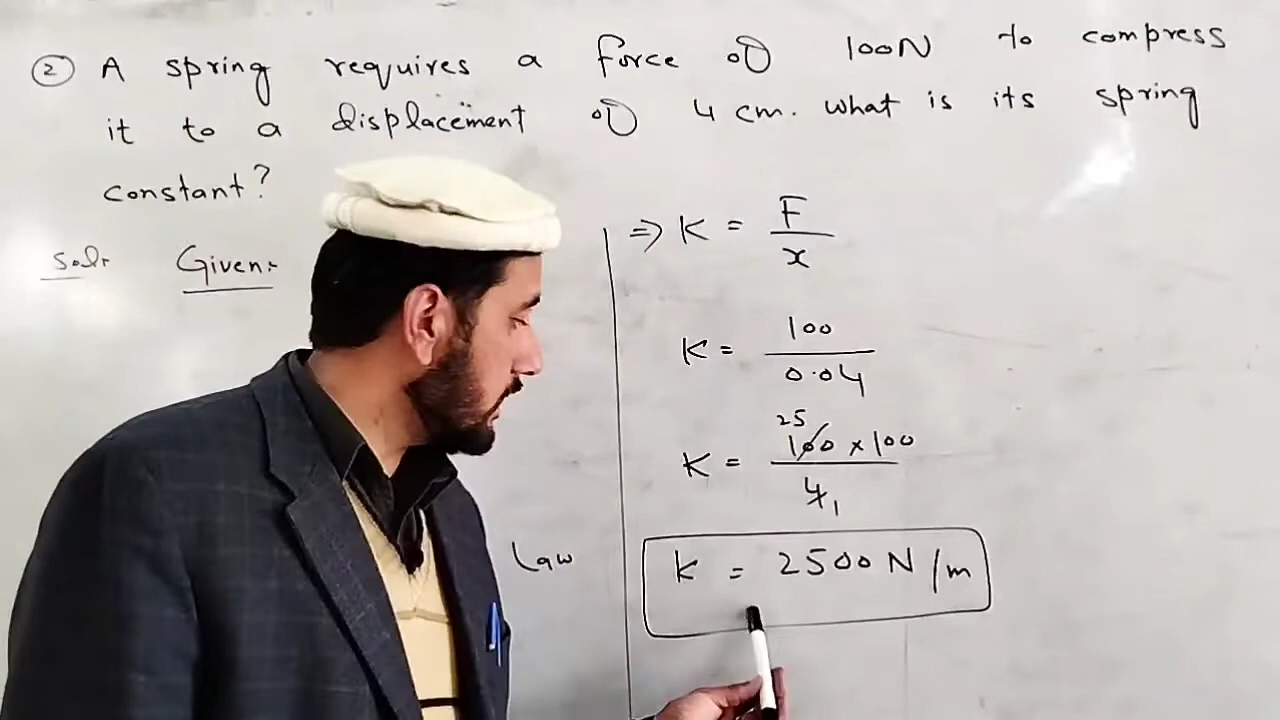 ② A spring requires a force of 100N to compress
it to a displacement of 4 cm. what is its spring
constant?
Sol:
Given:
Law
=> K = F/x
K = 100/0.04
K = 25 100 x 100 / 4 1
K = 2500 N/m